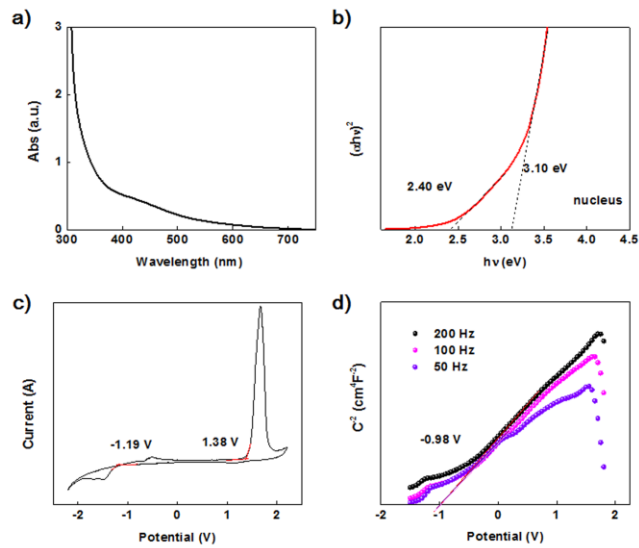 a)
3
2
1
0
Abs (a.u.)
300 400 500 600 700
Wavelength (nm)
b)
(αhν)²
2.40 eV
3.10 eV
nucleus
2.0 2.5 3.0 3.5 4.0 4.5
hν (eV)
c)
Current (A)
-1.19 V
1.38 V
-2 -1 0 1 2
Potential (V)
d)
200 Hz
100 Hz
50 Hz
C⁻² (cm⁴F⁻²)
-0.98 V
-2 -1 0 1 2
Potential (V)